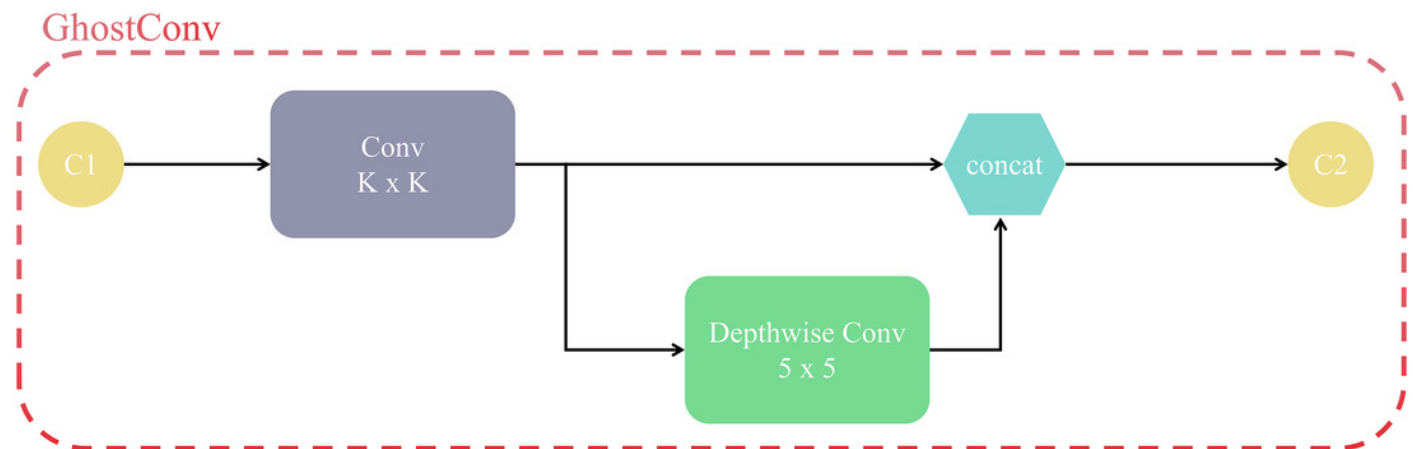 GhostConv
C1
Conv
K x K
concat
C2
Depthwise Conv
5 x 5